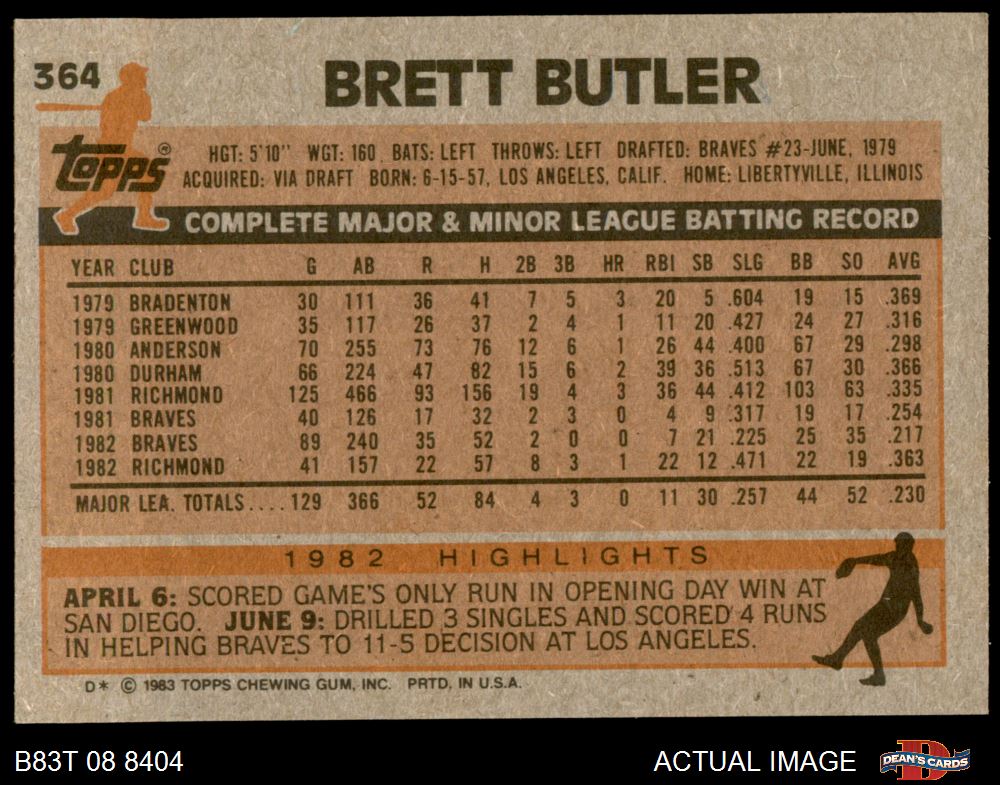 364
BRETT BUTLER
topps®
HGT: 5'10" WGT: 160 BATS: LEFT THROWS: LEFT DRAFTED: BRAVES #23-JUNE, 1979
ACQUIRED: VIA DRAFT BORN: 6-15-57, LOS ANGELES, CALIF. HOME: LIBERTYVILLE, ILLINOIS
COMPLETE MAJOR & MINOR LEAGUE BATTING RECORD
YEAR CLUB G AB R H 2B 3B HR RBI SB SLG BB SO AVG
1979 BRADENTON 30 111 36 41 7 5 3 20 5 .604 19 15 .369
1979 GREENWOOD 35 117 26 37 2 4 1 11 20 .427 24 27 .316
1980 ANDERSON 70 255 73 76 12 6 1 26 44 .400 67 29 .298
1980 DURHAM 66 224 47 82 15 6 2 39 36 .513 67 30 .366
1981 RICHMOND 125 466 93 156 19 4 3 36 44 .412 103 63 .335
1981 BRAVES 40 126 17 32 2 3 0 4 9 .317 19 17 .254
1982 BRAVES 89 240 35 52 2 0 0 7 21 .225 25 35 .217
1982 RICHMOND 41 157 22 57 8 3 1 22 12 .471 22 19 .363
MAJOR LEA. TOTALS....129 366 52 84 4 3 0 11 30 .257 44 52 .230
1982 HIGHLIGHTS
APRIL 6: SCORED GAME'S ONLY RUN IN OPENING DAY WIN AT
SAN DIEGO. JUNE 9: DRILLED 3 SINGLES AND SCORED 4 RUNS
IN HELPING BRAVES TO 11-5 DECISION AT LOS ANGELES.
D* © 1983 TOPPS CHEWING GUM, INC. PRTD. IN U.S.A.
B83T 08 8404 ACTUAL IMAGE D DEAN'S CARDS